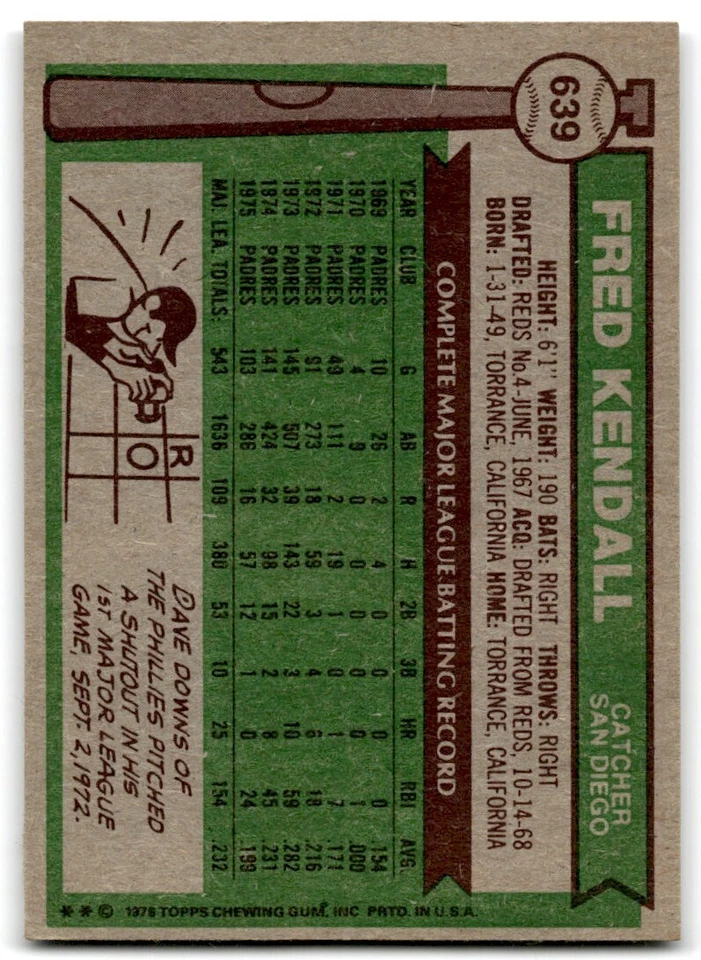 639
FRED KENDALL
CATCHER
SAN DIEGO
HEIGHT: 6'1" WEIGHT: 190 BATS: RIGHT THROWS: RIGHT
DRAFTED: REDS No.4-JUNE, 1967 ACQ: DRAFTED FROM REDS, 10-14-68
BORN: 1-31-49, TORRANCE, CALIFORNIA HOME: TORRANCE, CALIFORNIA
COMPLETE MAJOR LEAGUE BATTING RECORD
YEAR CLUB G AB R H 2B 3B HR RBI AVG
1969 PADRES 10 26 2 4 0 0 0 0 .154
1970 PADRES 4 9 0 0 0 0 0 1 .000
1971 PADRES 49 111 2 19 1 0 1 7 .171
1972 PADRES 91 273 18 59 3 4 6 18 .216
1973 PADRES 145 507 39 143 22 3 10 59 .282
1974 PADRES 141 424 32 98 15 2 8 45 .231
1975 PADRES 103 286 16 57 12 1 0 24 .199
MAJ. LEA. TOTALS: 543 1636 109 380 53 10 25 154 .232
R
O
DAVE DOWNS OF
THE PHILLIES PITCHED
A SHUTOUT IN HIS
1ST MAJOR LEAGUE
GAME, SEPT. 2, 1972.
** © 1976 TOPPS CHEWING GUM, INC PRTD. IN U.S.A.